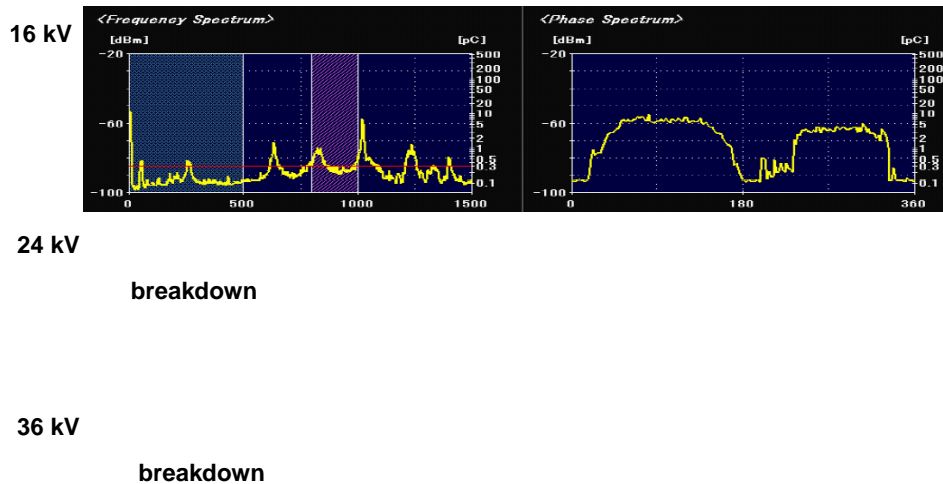 16 kV
<Frequency Spectrum>
[dBm] [pC]
-20
-60
-100
500
200
100
50
20
10
5
2
1
0.5
0.3
0.1
0 500 1000 1500
<Phase Spectrum>
[dBm] [pC]
-20
-60
-100
500
200
100
50
20
10
5
2
1
0.5
0.3
0.1
0 180 360
24 kV
breakdown
36 kV
breakdown